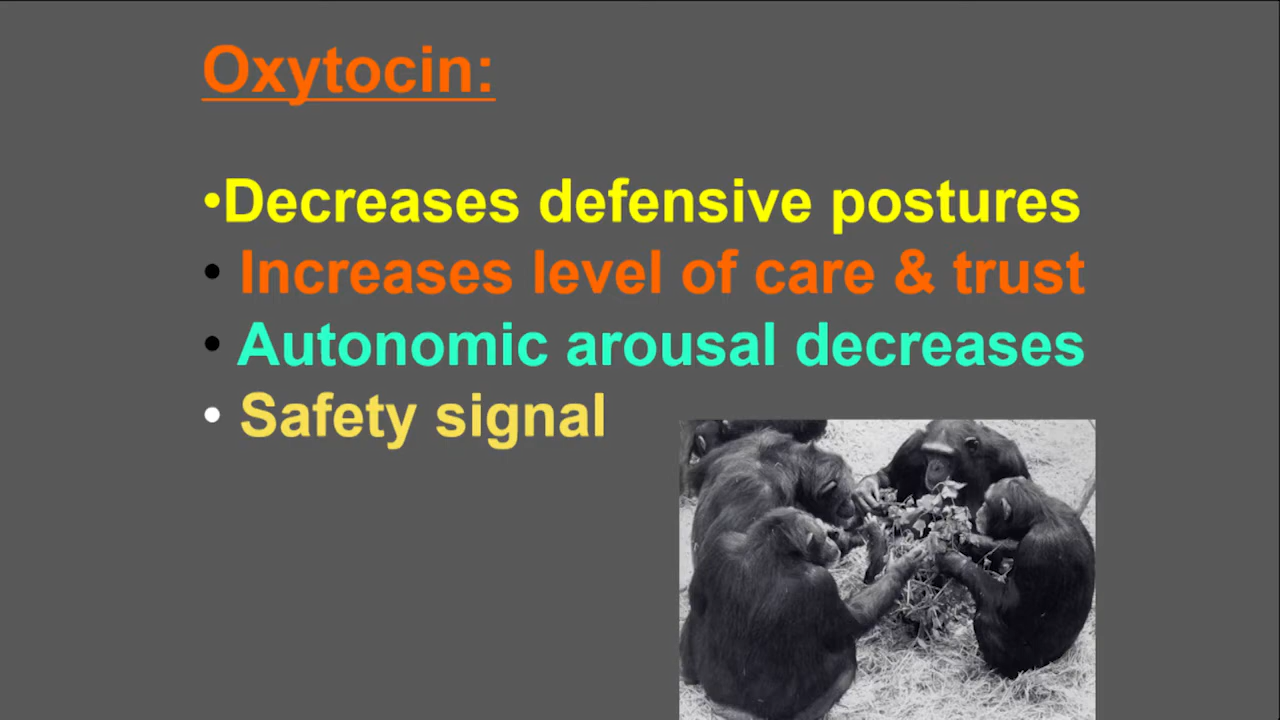 Oxytocin:
•Decreases defensive postures
• Increases level of care & trust
• Autonomic arousal decreases
• Safety signal